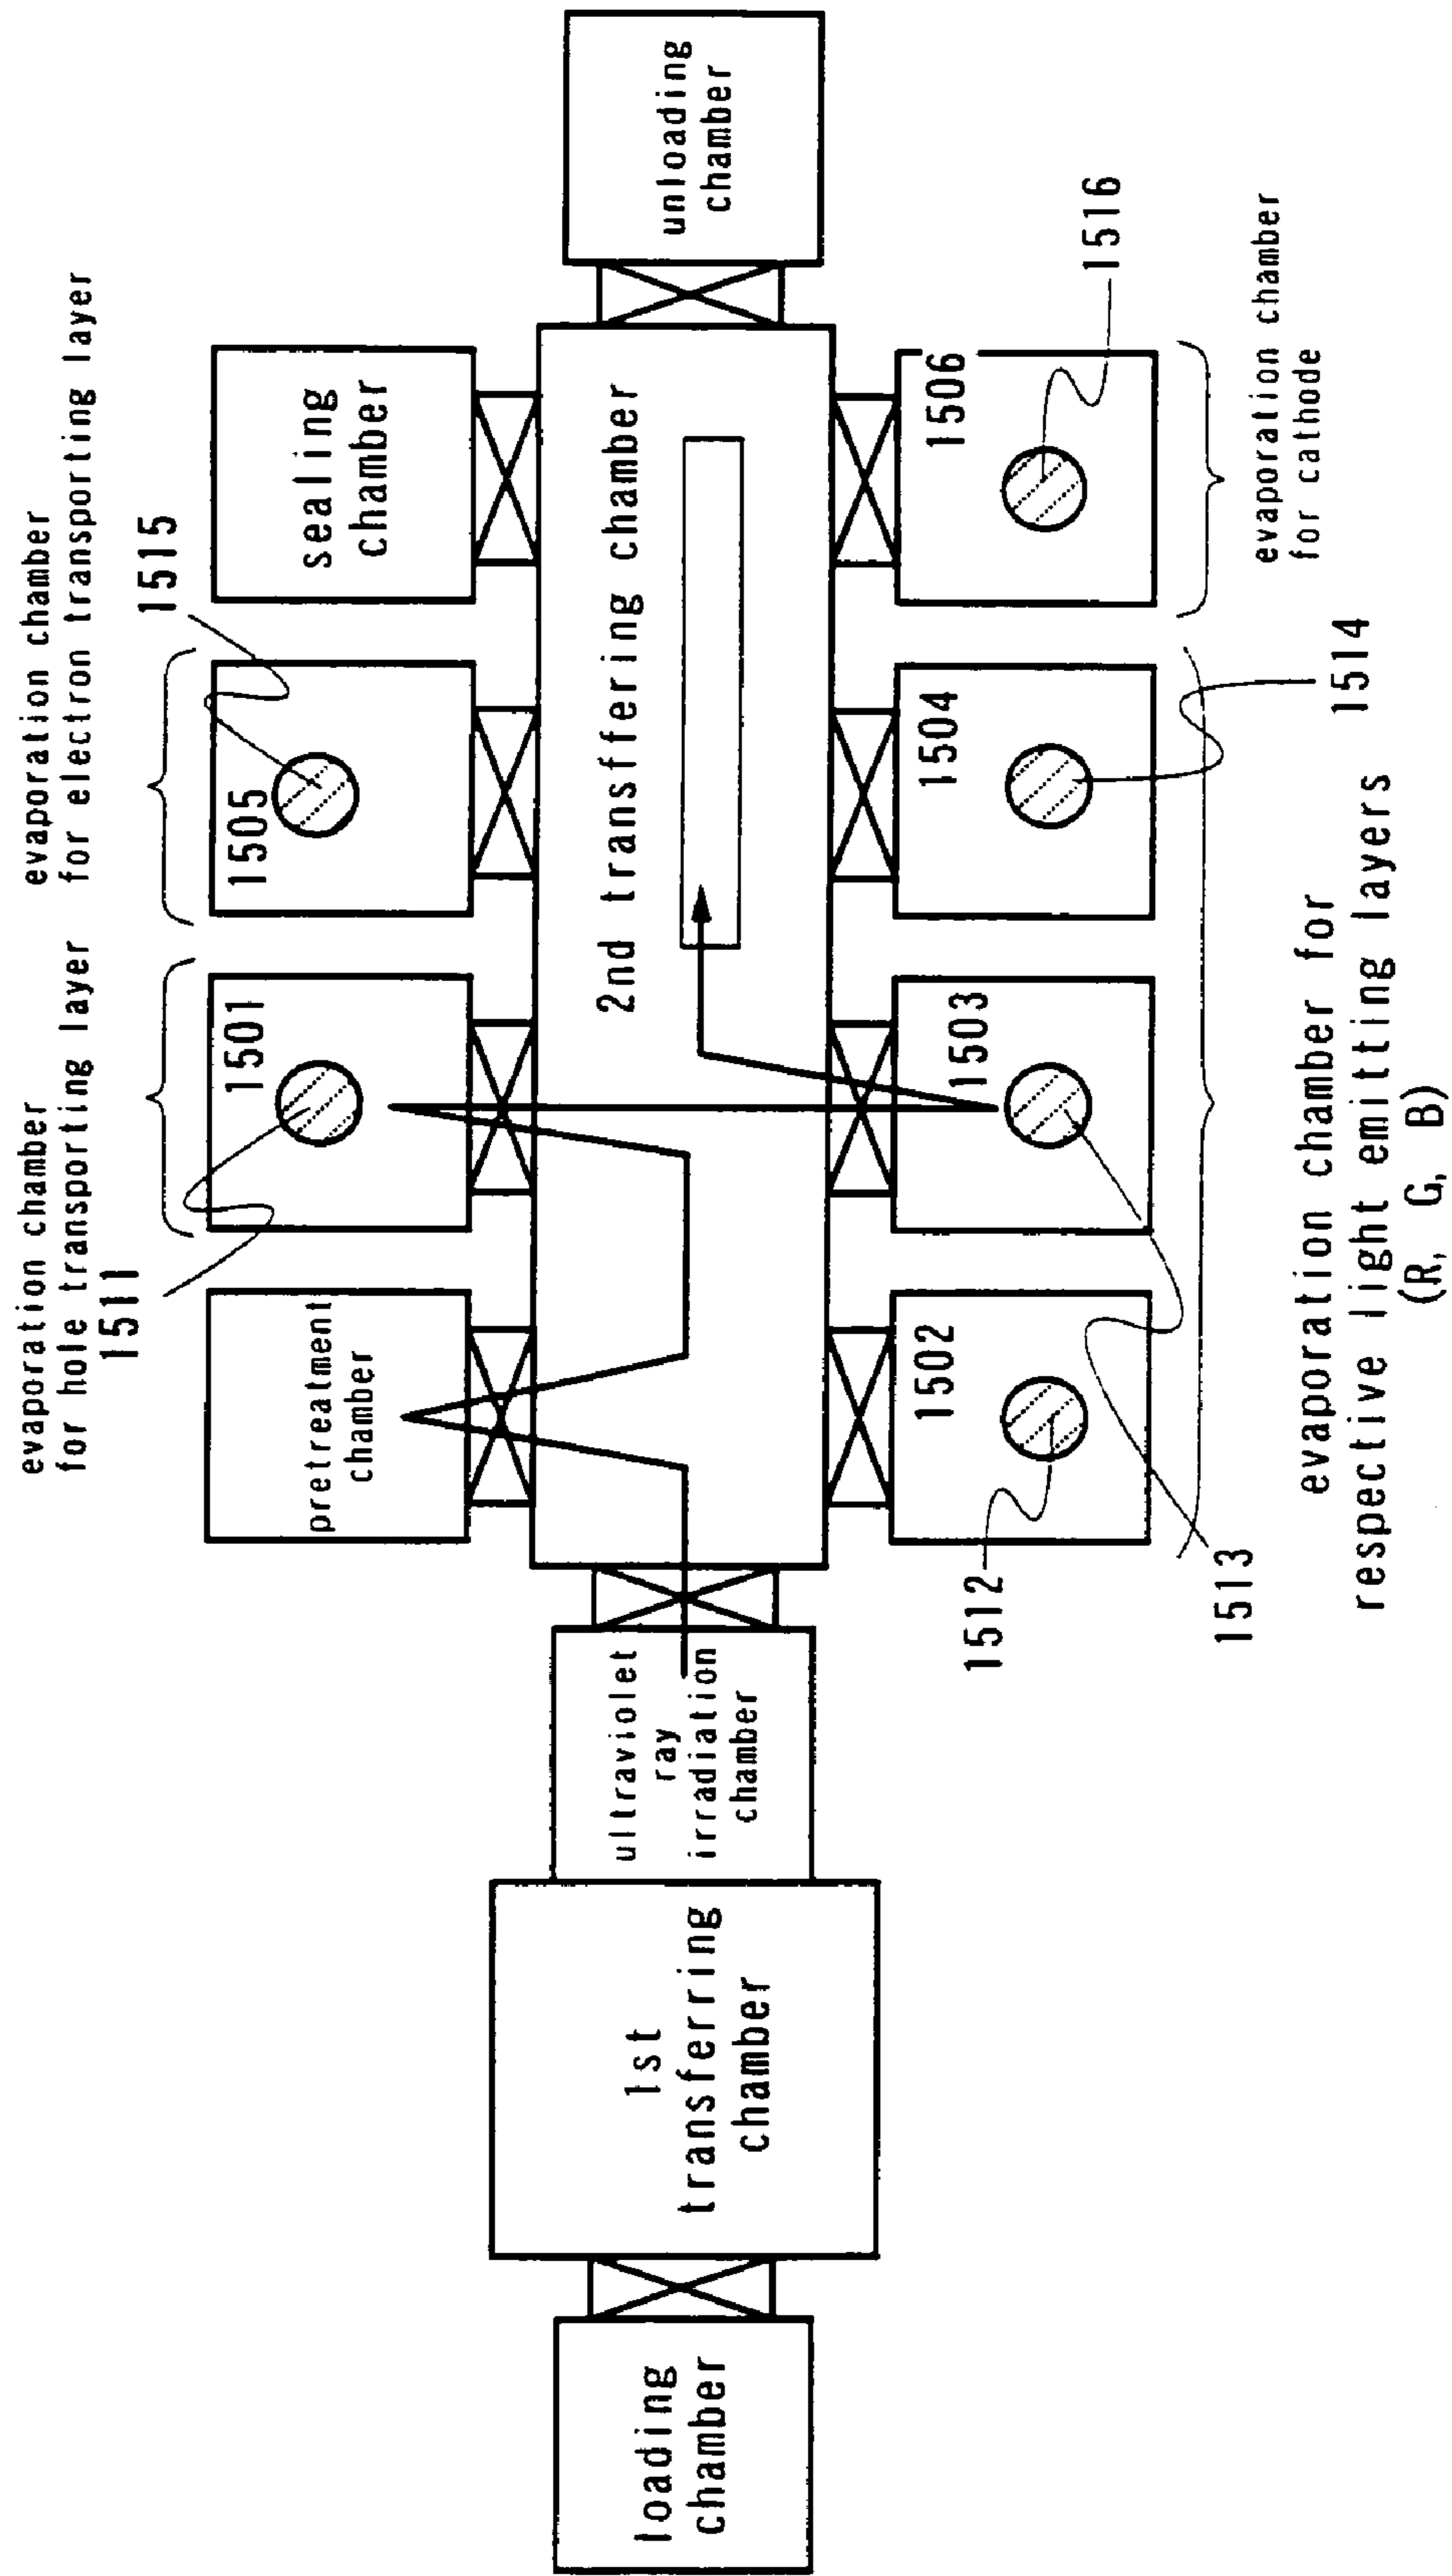 evaporation chamber
for hole transporting layer
1511
evaporation chamber
for electron transporting layer
1515
pretreatment
chamber
1501
1505
sealing
chamber
loading
chamber
1st
transferring
chamber
ultraviolet
ray
irradiation
chamber
2nd transffering chamber
unloading
chamber
1502
1503
1504
1506
1512
1513
1514
1516
evaporation chamber for
respective light emitting layers
(R, G, B)
evaporation chamber
for cathode